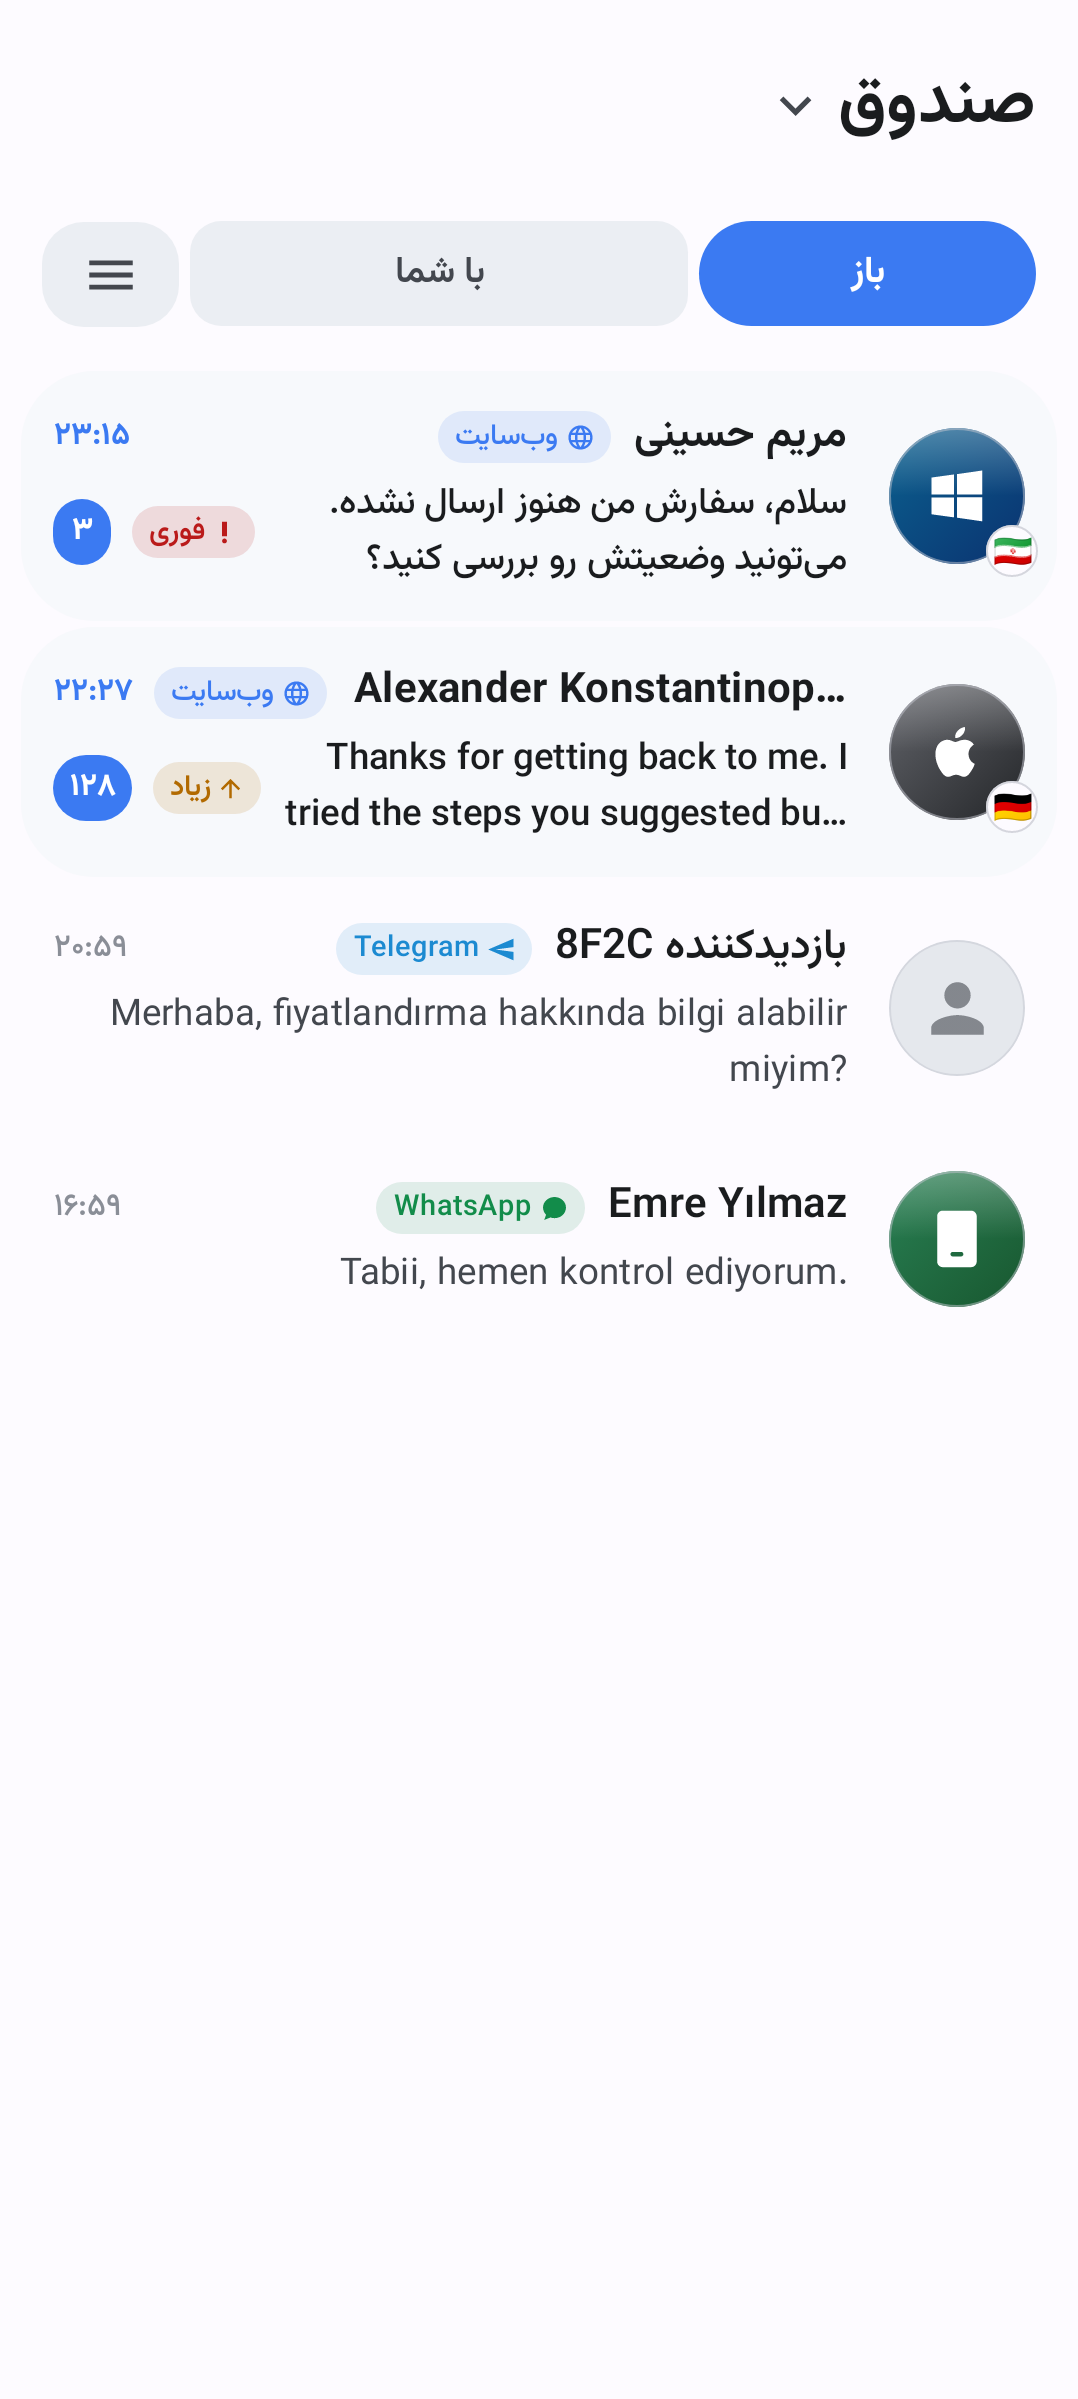 صندوق
باز
با شما
مریم حسینی
وب‌سایت
۲۳:۱۵
سلام، سفارش من هنوز ارسال نشده.
می‌تونید وضعیتش رو بررسی کنید؟
فوری
۳
Alexander Konstantinop…
وب‌سایت
۲۲:۲۷
Thanks for getting back to me. I
tried the steps you suggested bu…
زیاد
۱۲۸
بازدیدکننده 8F2C
Telegram
۲۰:۵۹
Merhaba, fiyatlandırma hakkında bilgi alabilir
miyim?
Emre Yılmaz
WhatsApp
۱۶:۵۹
Tabii, hemen kontrol ediyorum.